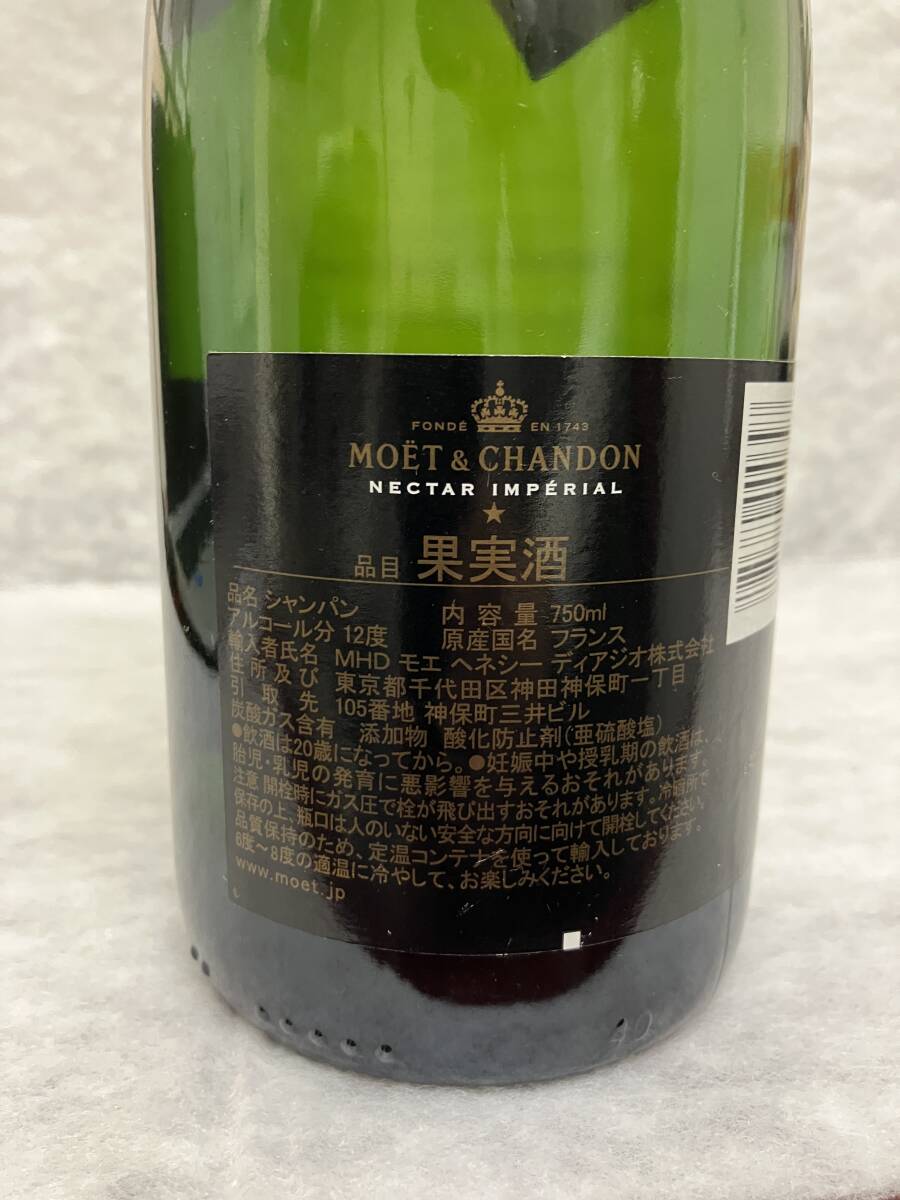 FONDÉ EN 1743
MOËT & CHANDON
NECTAR IMPÉRIAL
品目 果実酒
品名 シャンパン 内容量 750ml
アルコール分 12度 原産国名 フランス
輸入者氏名 MHD モエ ヘネシー ディアジオ株式会社
住所及び 東京都千代田区神田神保町一丁目
引取先 105番地 神保町三井ビル
炭酸ガス含有 添加物 酸化防止剤(亜硫酸塩)
●飲酒は20歳になってから。●妊娠中や授乳期の飲酒は、
胎児・乳児の発育に悪影響を与えるおそれがあります。
注意 開栓時にガス圧で栓が飛び出すおそれがあります。冷暗所で
保存の上、瓶口は人のいない安全な方向に向けて開栓してください。
品質保持のため、定温コンテナを使って輸入しております。
6度〜8度の適温に冷やして、お楽しみください。
www.moet.jp
40